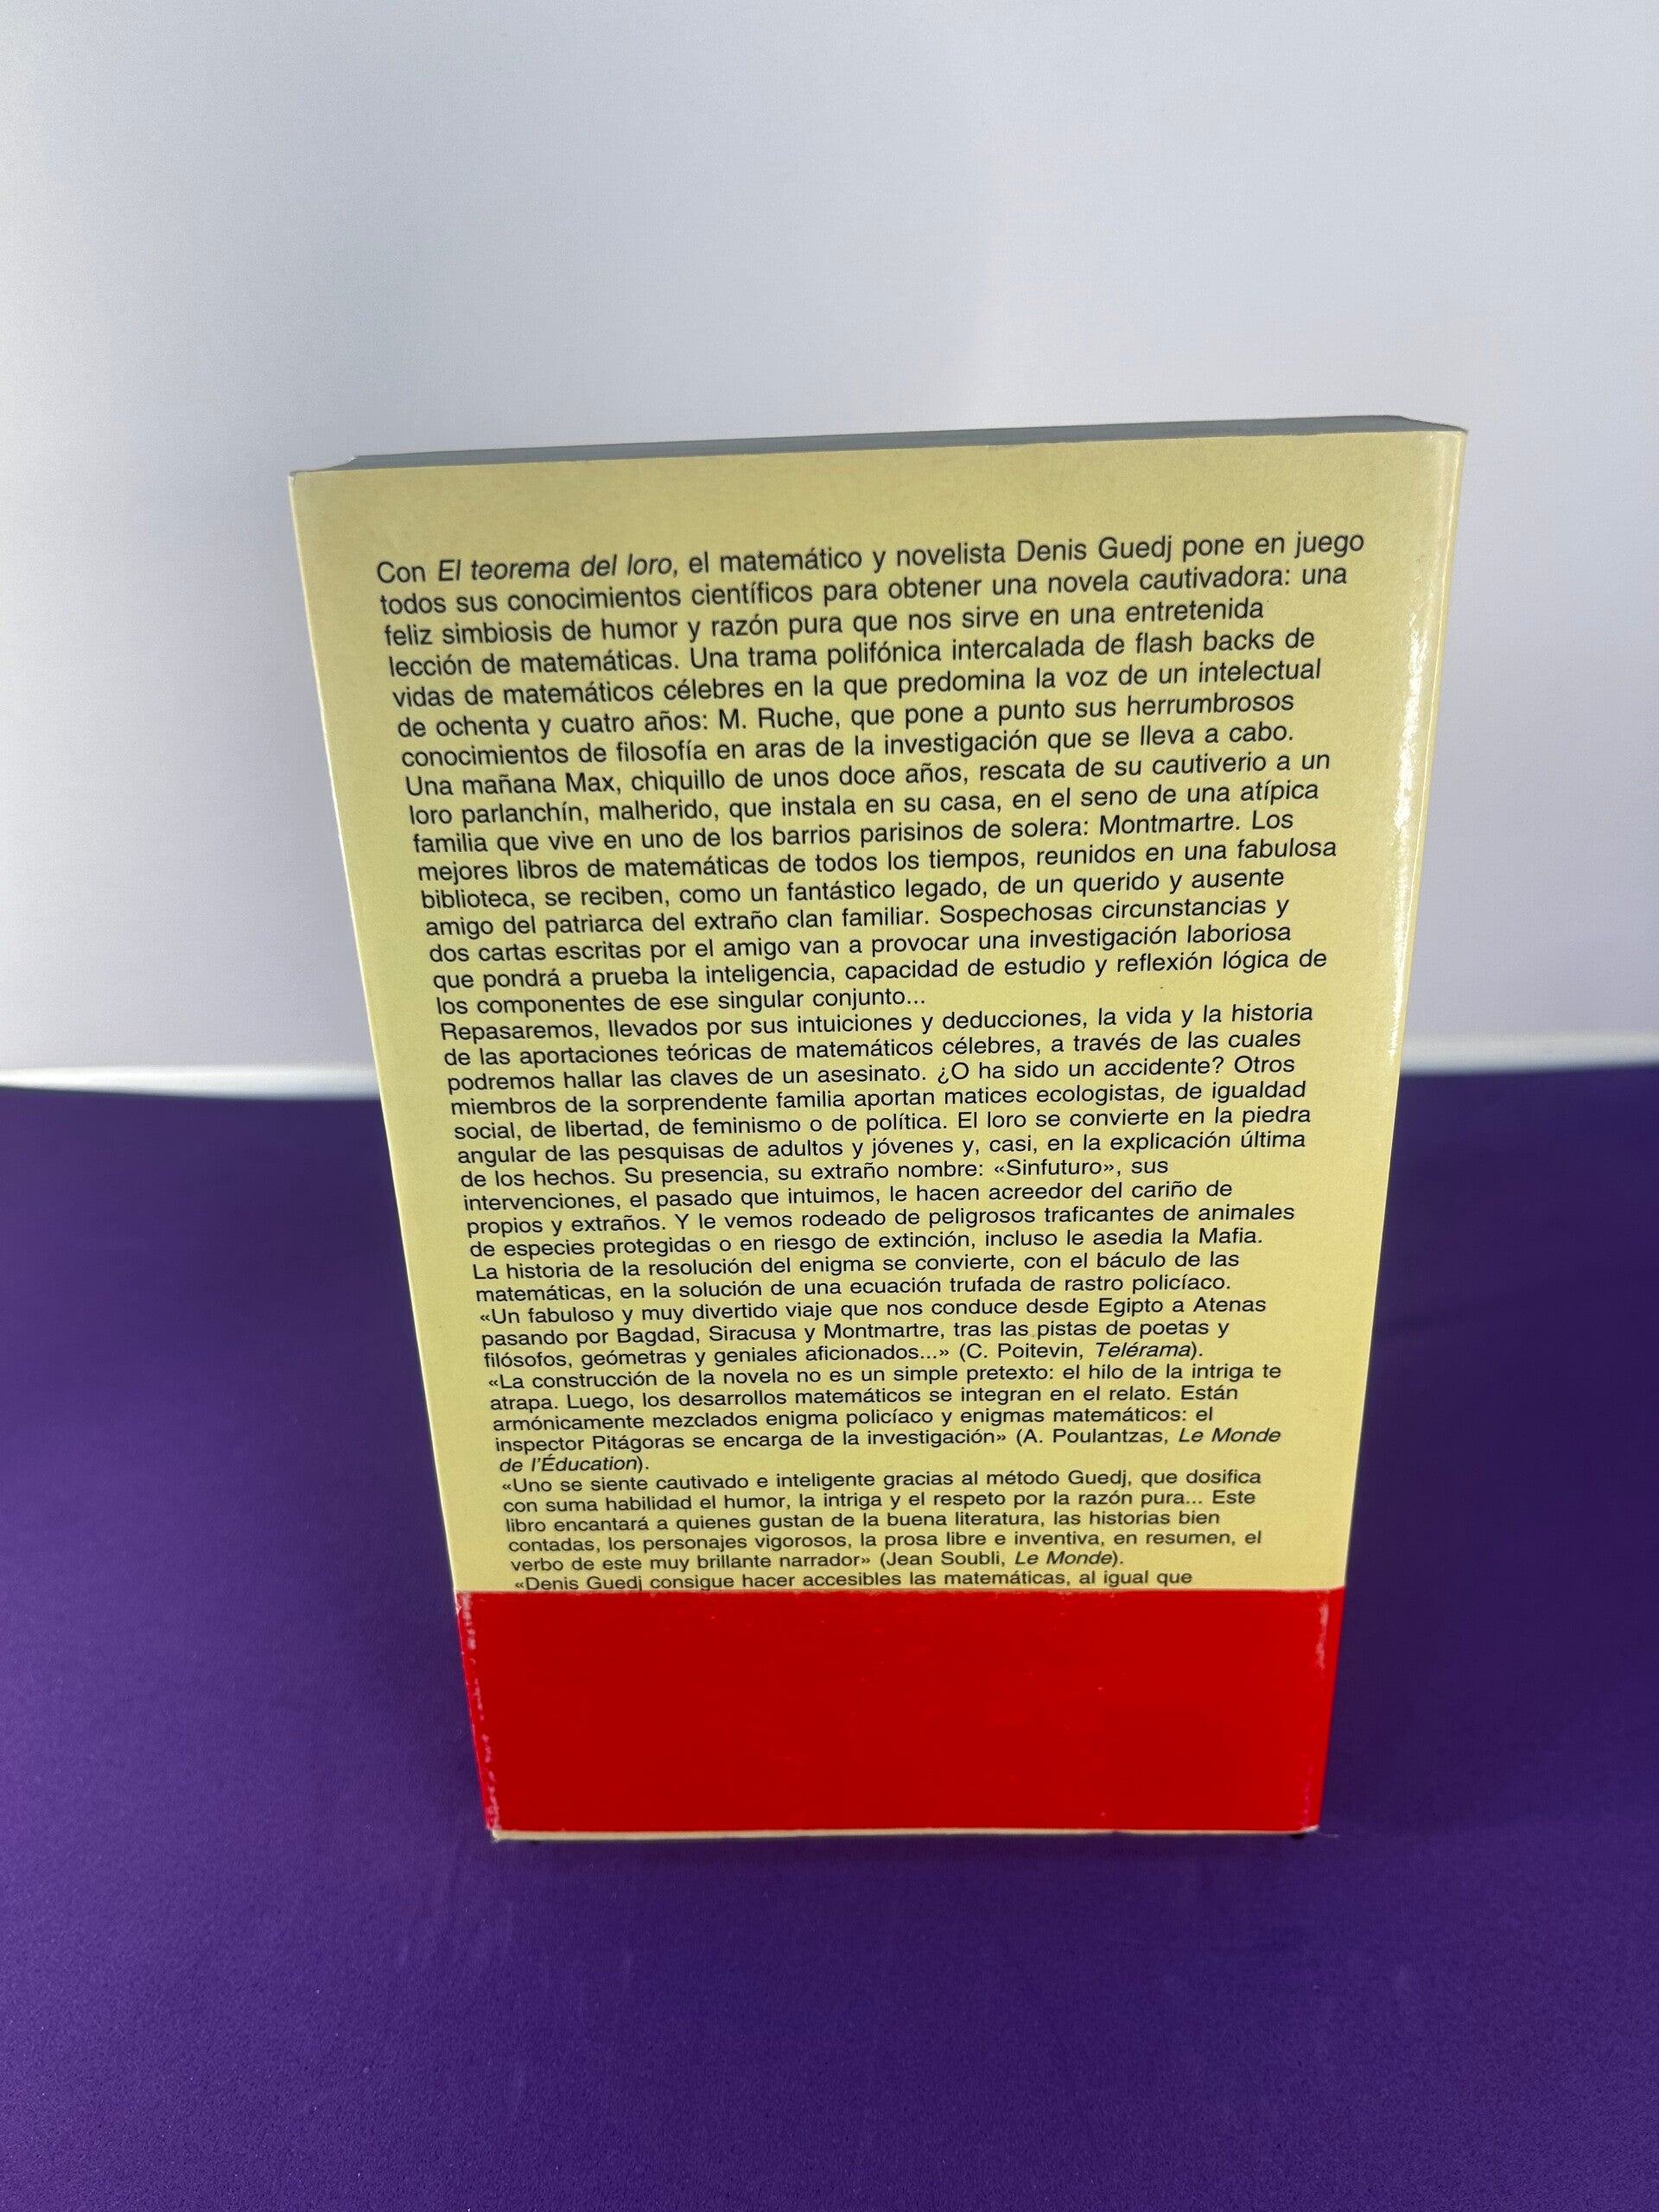 Con El teorema del loro, el matemático y novelista Denis Guedj pone en juego
todos sus conocimientos científicos para obtener una novela cautivadora: una
feliz simbiosis de humor y razón pura que nos sirve en una entretenida
lección de matemáticas. Una trama polifónica intercalada de flash backs de
vidas de matemáticos célebres en la que predomina la voz de un intelectual
de ochenta y cuatro años: M. Ruche, que pone a punto sus herrumbrosos
conocimientos de filosofía en aras de la investigación que se lleva a cabo.
Una mañana Max, chiquillo de unos doce años, rescata de su cautiverio a un
loro parlanchín, malherido, que instala en su casa, en el seno de una atípica
familia que vive en uno de los barrios parisinos de solera: Montmartre. Los
mejores libros de matemáticas de todos los tiempos, reunidos en una fabulosa
biblioteca, se reciben, como un fantástico legado, de un querido y ausente
amigo del patriarca del extraño clan familiar. Sospechosas circunstancias y
dos cartas escritas por el amigo van a provocar una investigación laboriosa
que pondrá a prueba la inteligencia, capacidad de estudio y reflexión lógica de
los componentes de ese singular conjunto...
Repasaremos, llevados por sus intuiciones y deducciones, la vida y la historia
de las aportaciones teóricas de matemáticos célebres, a través de las cuales
podremos hallar las claves de un asesinato. ¿O ha sido un accidente? Otros
miembros de la sorprendente familia aportan matices ecologistas, de igualdad
social, de libertad, de feminismo o de política. El loro se convierte en la piedra
angular de las pesquisas de adultos y jóvenes y, casi, en la explicación última
de los hechos. Su presencia, su extraño nombre: «Sinfuturo», sus
intervenciones, el pasado que intuimos, le hacen acreedor del cariño de
propios y extraños. Y le vemos rodeado de peligrosos traficantes de animales
de especies protegidas o en riesgo de extinción, incluso le asedia la Mafia.
La historia de la resolución del enigma se convierte, con el báculo de las
matemáticas, en la solución de una ecuación trufada de rastro policíaco.
«Un fabuloso y muy divertido viaje que nos conduce desde Egipto a Atenas
pasando por Bagdad, Siracusa y Montmartre, tras las pistas de poetas y
filósofos, geómetras y geniales aficionados...» (C. Poitevin, Telérama).
«La construcción de la novela no es un simple pretexto: el hilo de la intriga te
atrapa. Luego, los desarrollos matemáticos se integran en el relato. Están
armónicamente mezclados enigma policíaco y enigmas matemáticos: el
inspector Pitágoras se encarga de la investigación» (A. Poulantzas, Le Monde
de l'Éducation).
«Uno se siente cautivado e inteligente gracias al método Guedj, que dosifica
con suma habilidad el humor, la intriga y el respeto por la razón pura... Este
libro encantará a quienes gustan de la buena literatura, las historias bien
contadas, los personajes vigorosos, la prosa libre e inventiva, en resumen, el
verbo de este muy brillante narrador» (Jean Soubli, Le Monde).
«Denis Guedj consigue hacer accesibles las matemáticas, al igual que